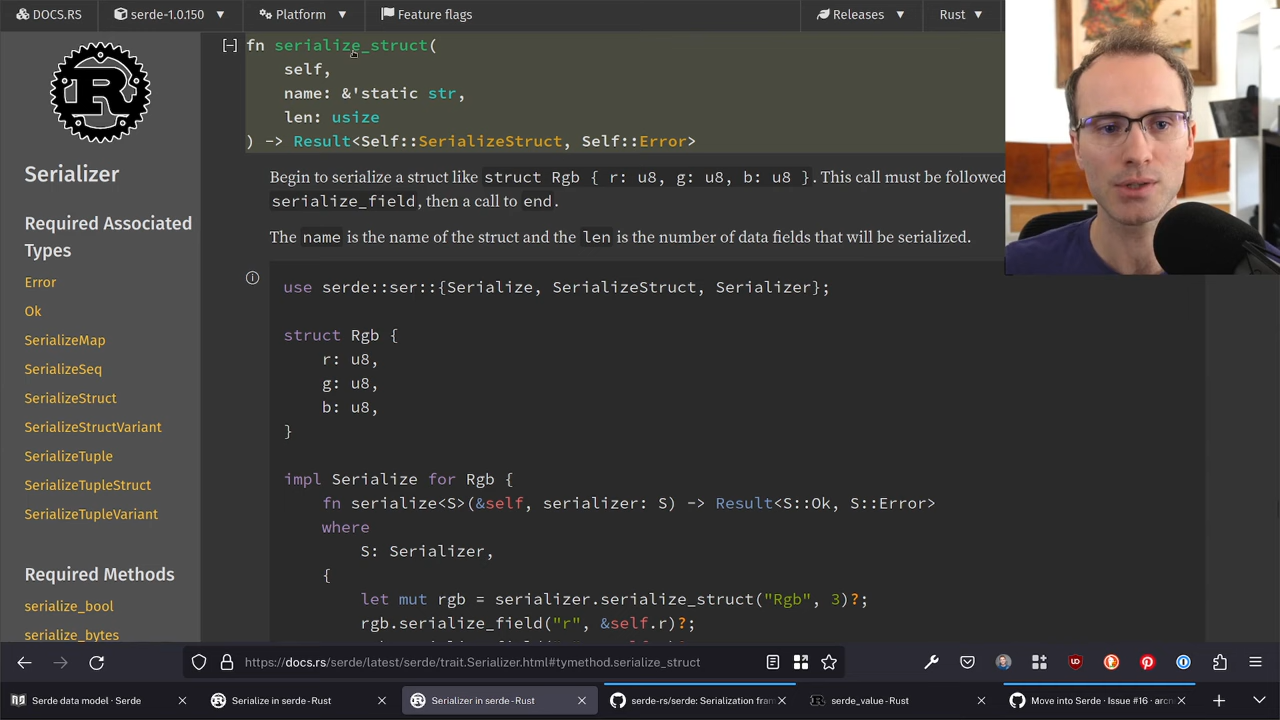 DOCS.RS serde-1.0.150 Platform Feature flags Releases Rust
[-] fn serialize_struct(
self,
name: &'static str,
len: usize
) -> Result<Self::SerializeStruct, Self::Error>
Begin to serialize a struct like struct Rgb { r: u8, g: u8, b: u8 }. This call must be followed
serialize_field, then a call to end.
The name is the name of the struct and the len is the number of data fields that will be serialized.
use serde::ser::{Serialize, SerializeStruct, Serializer};
struct Rgb {
r: u8,
g: u8,
b: u8,
}
impl Serialize for Rgb {
fn serialize<S>(&self, serializer: S) -> Result<S::Ok, S::Error>
where
S: Serializer,
{
let mut rgb = serializer.serialize_struct("Rgb", 3)?;
rgb.serialize_field("r", &self.r)?;
Serializer
Required Associated
Types
Error
Ok
SerializeMap
SerializeSeq
SerializeStruct
SerializeStructVariant
SerializeTuple
SerializeTupleStruct
SerializeTupleVariant
Required Methods
serialize_bool
serialize_bytes
https://docs.rs/serde/latest/serde/trait.Serializer.html#tymethod.serialize_struct
Serde data model · Serde
Serialize in serde - Rust
Serializer in serde - Rust
serde-rs/serde: Serialization fram
serde_value - Rust
Move into Serde · Issue #16 · arcn